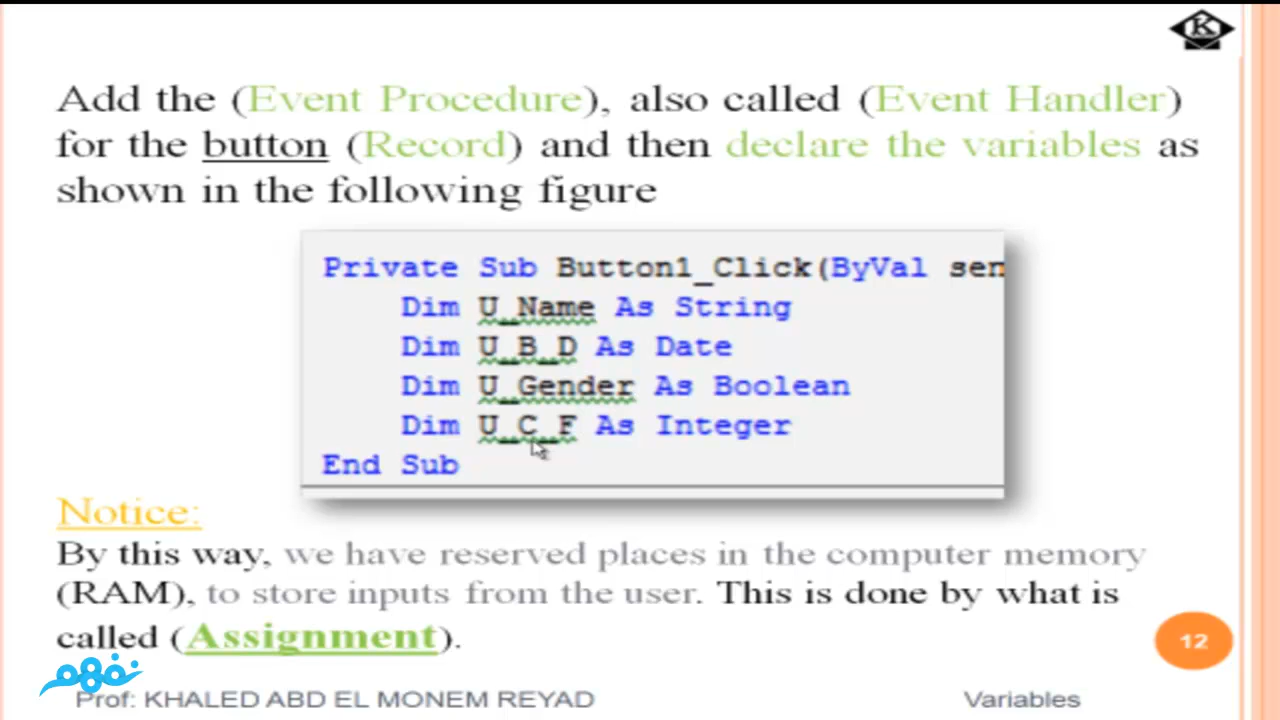 K
Add the (Event Procedure), also called (Event Handler)
for the button (Record) and then declare the variables as
shown in the following figure
Private Sub Button1_Click(ByVal sen
Dim U_Name As String
Dim U_B_D As Date
Dim U_Gender As Boolean
Dim U_C_F As Integer
End Sub
Notice:
By this way, we have reserved places in the computer memory
(RAM), to store inputs from the user. This is done by what is
called (Assignment).
12
نفهم
Prof: KHALED ABD EL MONEM REYAD
Variables